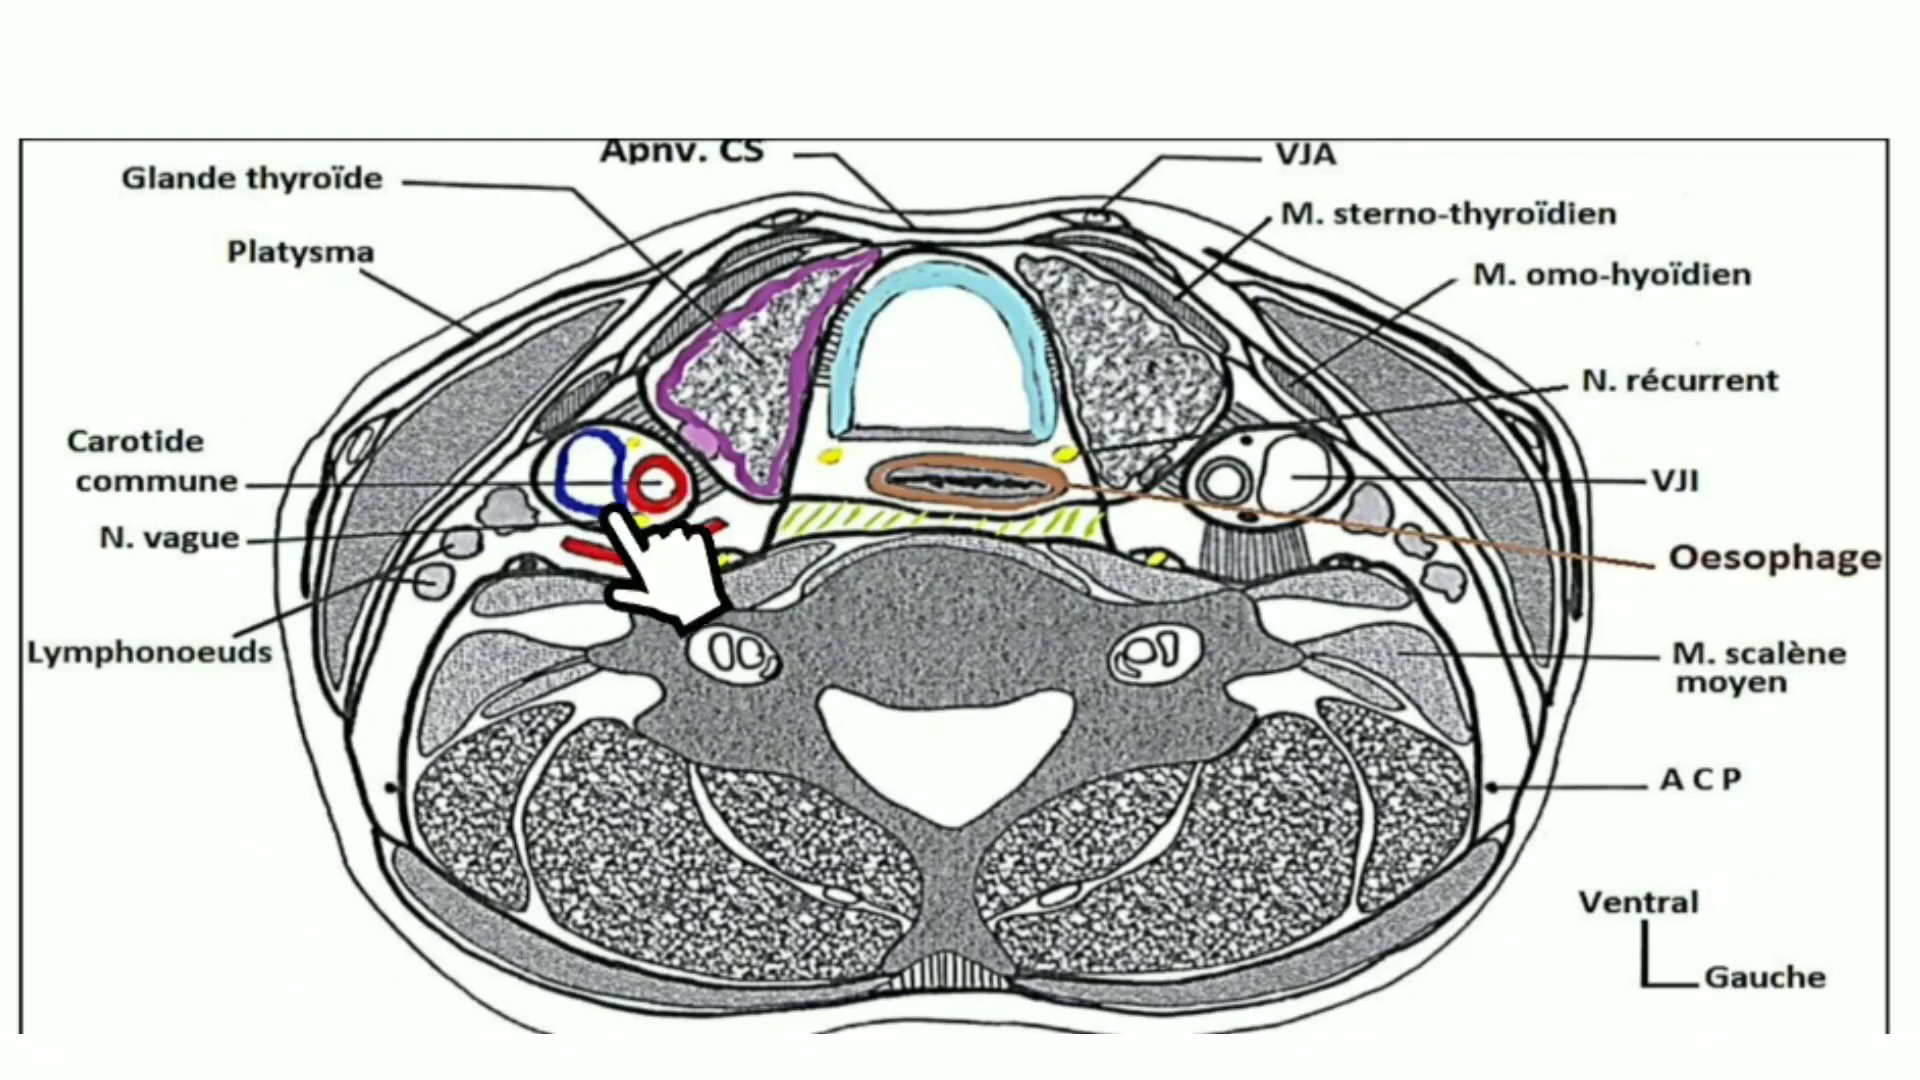 Apnv. CS
VJA
Glande thyroïde
M. sterno-thyroïdien
Platysma
M. omo-hyoïdien
N. récurrent
Carotide
commune
VJI
N. vague
Oesophage
Lymphonoeuds
M. scalène
moyen
A C P
Ventral
Gauche